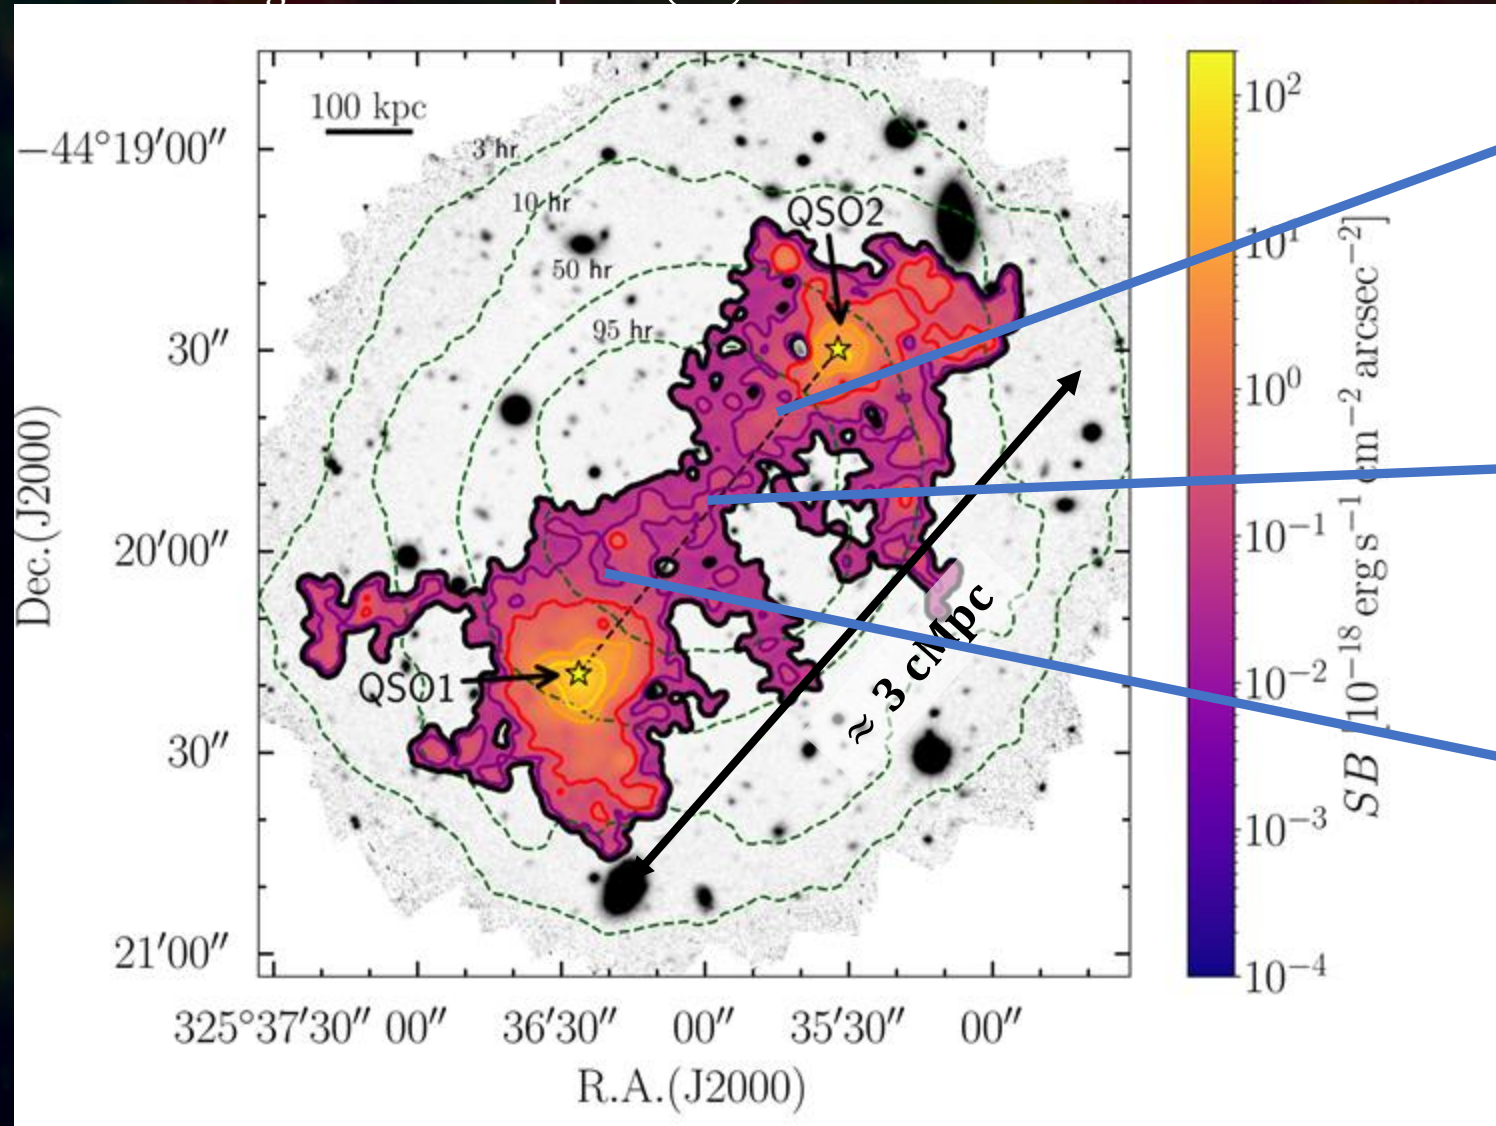 100 kpc
3 hr
10 hr
50 hr
95 hr
QSO2
QSO1
≈ 3 cMpc
−44°19′00″
30″
20′00″
30″
21′00″
Dec.(J2000)
325°37′30″ 00″ 36′30″ 00″ 35′30″ 00″
R.A.(J2000)
10²
10¹
10⁰
10⁻¹
10⁻²
10⁻³
10⁻⁴
SB [10⁻¹⁸ erg s⁻¹ cm⁻² arcsec⁻²]